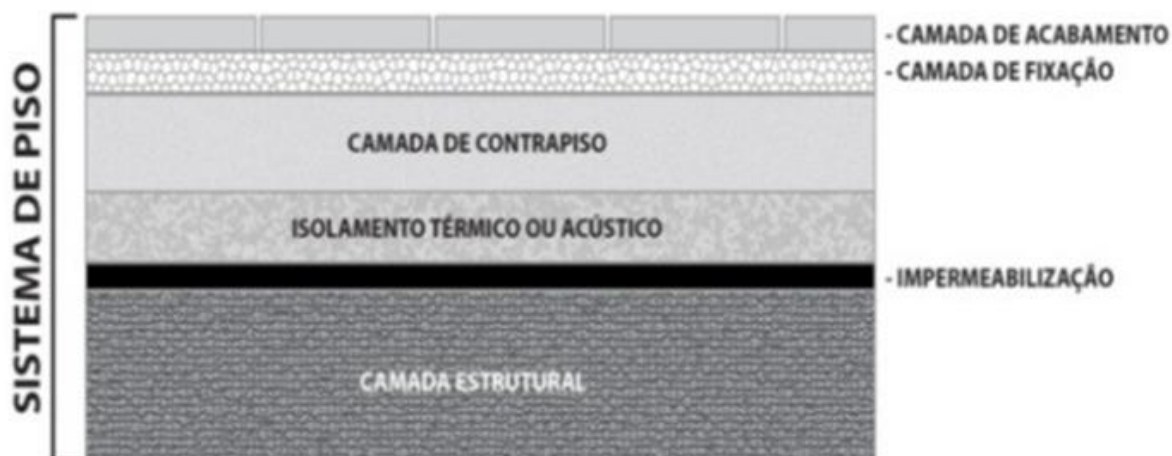 SISTEMA DE PISO
- CAMADA DE ACABAMENTO
- CAMADA DE FIXAÇÃO
CAMADA DE CONTRAPISO
ISOLAMENTO TÉRMICO OU ACÚSTICO
- IMPERMEABILIZAÇÃO
CAMADA ESTRUTURAL